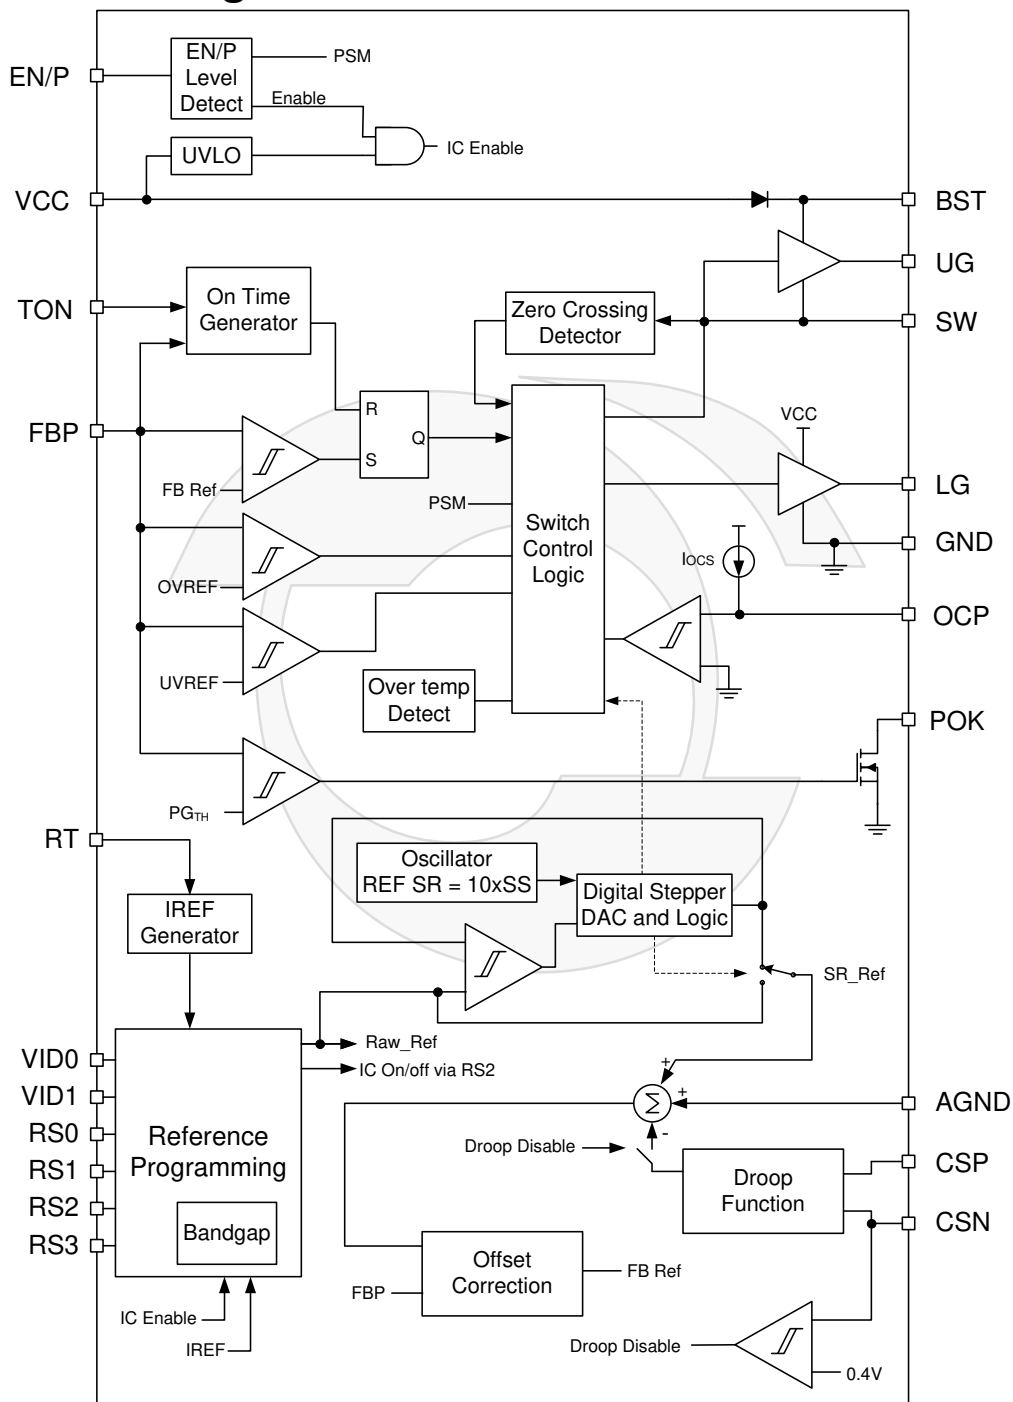 EN/P
EN/P
Level
Detect
PSM
Enable
UVLO
IC Enable
VCC
BST
UG
TON
On Time
Generator
Zero Crossing
Detector
SW
FBP
R
Q
S
VCC
FB Ref
PSM
LG
Switch
Control
Logic
GND
IOCS
OVREF
OCP
UVREF
Over temp
Detect
POK
PGTH
RT
Oscillator
REF SR = 10xSS
Digital Stepper
DAC and Logic
IREF
Generator
SR_Ref
Raw_Ref
IC On/off via RS2
VID0
VID1
RS0
RS1
RS2
RS3
Reference
Programming
Bandgap
+
+
Σ
-
AGND
Droop Disable
Droop
Function
CSP
CSN
Offset
Correction
FB Ref
FBP
IC Enable
IREF
Droop Disable
0.4V